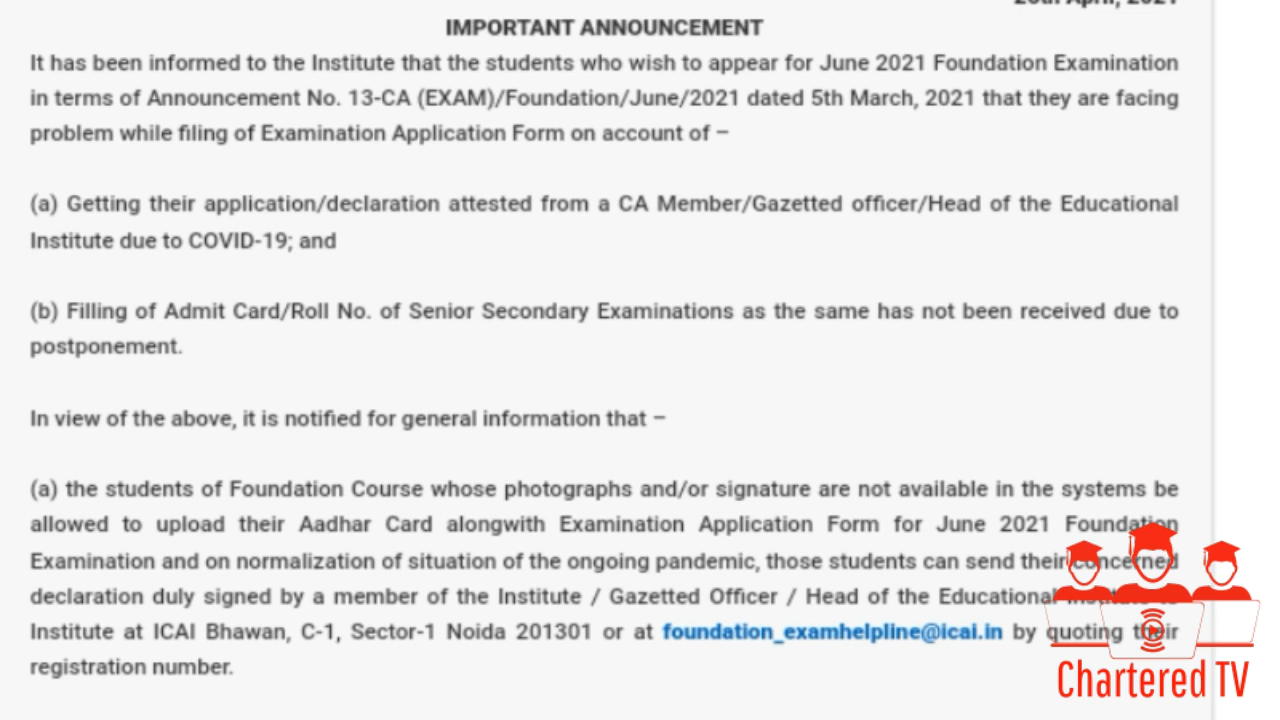 IMPORTANT ANNOUNCEMENT
It has been informed to the Institute that the students who wish to appear for June 2021 Foundation Examination
in terms of Announcement No. 13-CA (EXAM)/Foundation/June/2021 dated 5th March, 2021 that they are facing
problem while filing of Examination Application Form on account of –
(a) Getting their application/declaration attested from a CA Member/Gazetted officer/Head of the Educational
Institute due to COVID-19; and
(b) Filling of Admit Card/Roll No. of Senior Secondary Examinations as the same has not been received due to
postponement.
In view of the above, it is notified for general information that –
(a) the students of Foundation Course whose photographs and/or signature are not available in the systems be
allowed to upload their Aadhar Card alongwith Examination Application Form for June 2021 Foundation
Examination and on normalization of situation of the ongoing pandemic, those students can send their concerned
declaration duly signed by a member of the Institute / Gazetted Officer / Head of the Educational
Institute at ICAI Bhawan, C-1, Sector-1 Noida 201301 or at foundation_examhelpline@icai.in by quoting their
registration number.
Chartered TV